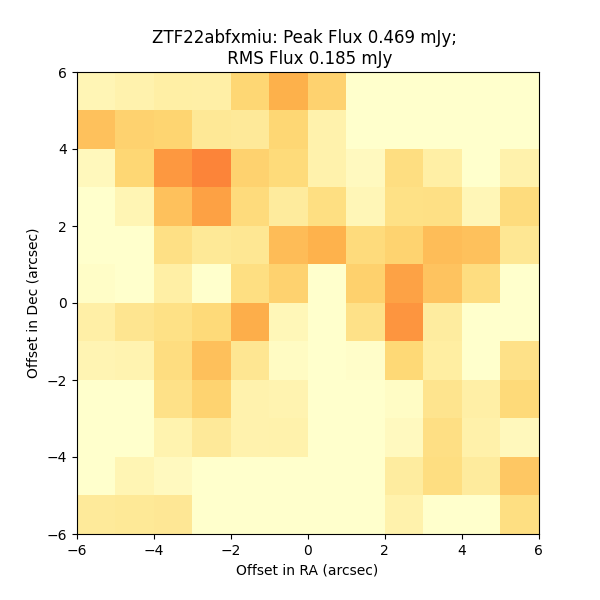 ZTF22abfxmiu: Peak Flux 0.469 mJy;
RMS Flux 0.185 mJy
6
4
2
0
−2
−4
−6
Offset in Dec (arcsec)
−6 −4 −2 0 2 4 6
Offset in RA (arcsec)